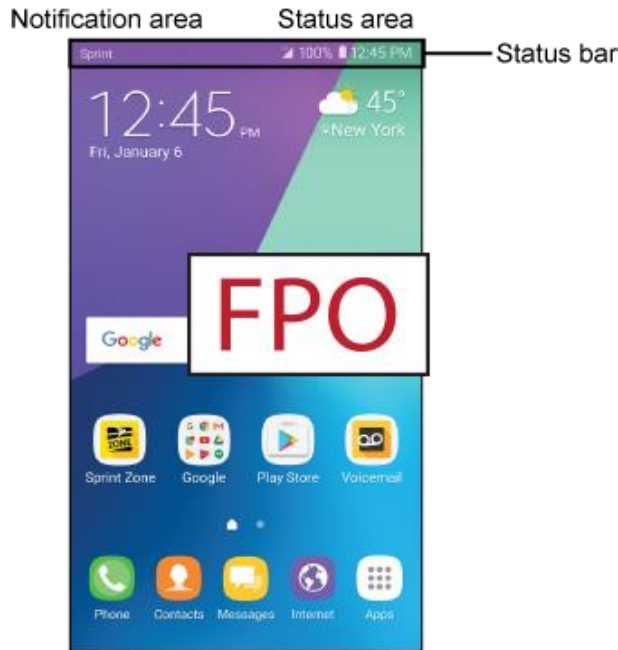 Notification area Status area
Sprint 100% 12:45 PM
Status bar
12:45 PM
Fri, January 6
45°
New York
FPO
Google
Sprint Zone Google Play Store Voicemail
Phone Contacts Messages Internet Apps